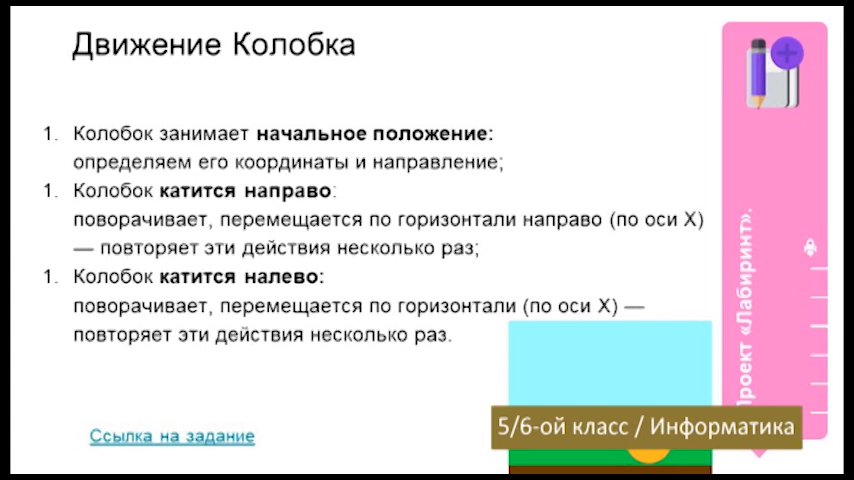 Движение Колобка
1. Колобок занимает начальное положение:
определяем его координаты и направление;
1. Колобок катится направо:
поворачивает, перемещается по горизонтали направо (по оси X)
— повторяет эти действия несколько раз;
1. Колобок катится налево:
поворачивает, перемещается по горизонтали (по оси X) —
повторяет эти действия несколько раз.
Ссылка на задание
5/6-ой класс / Информатика
Проект «Лабиринт».